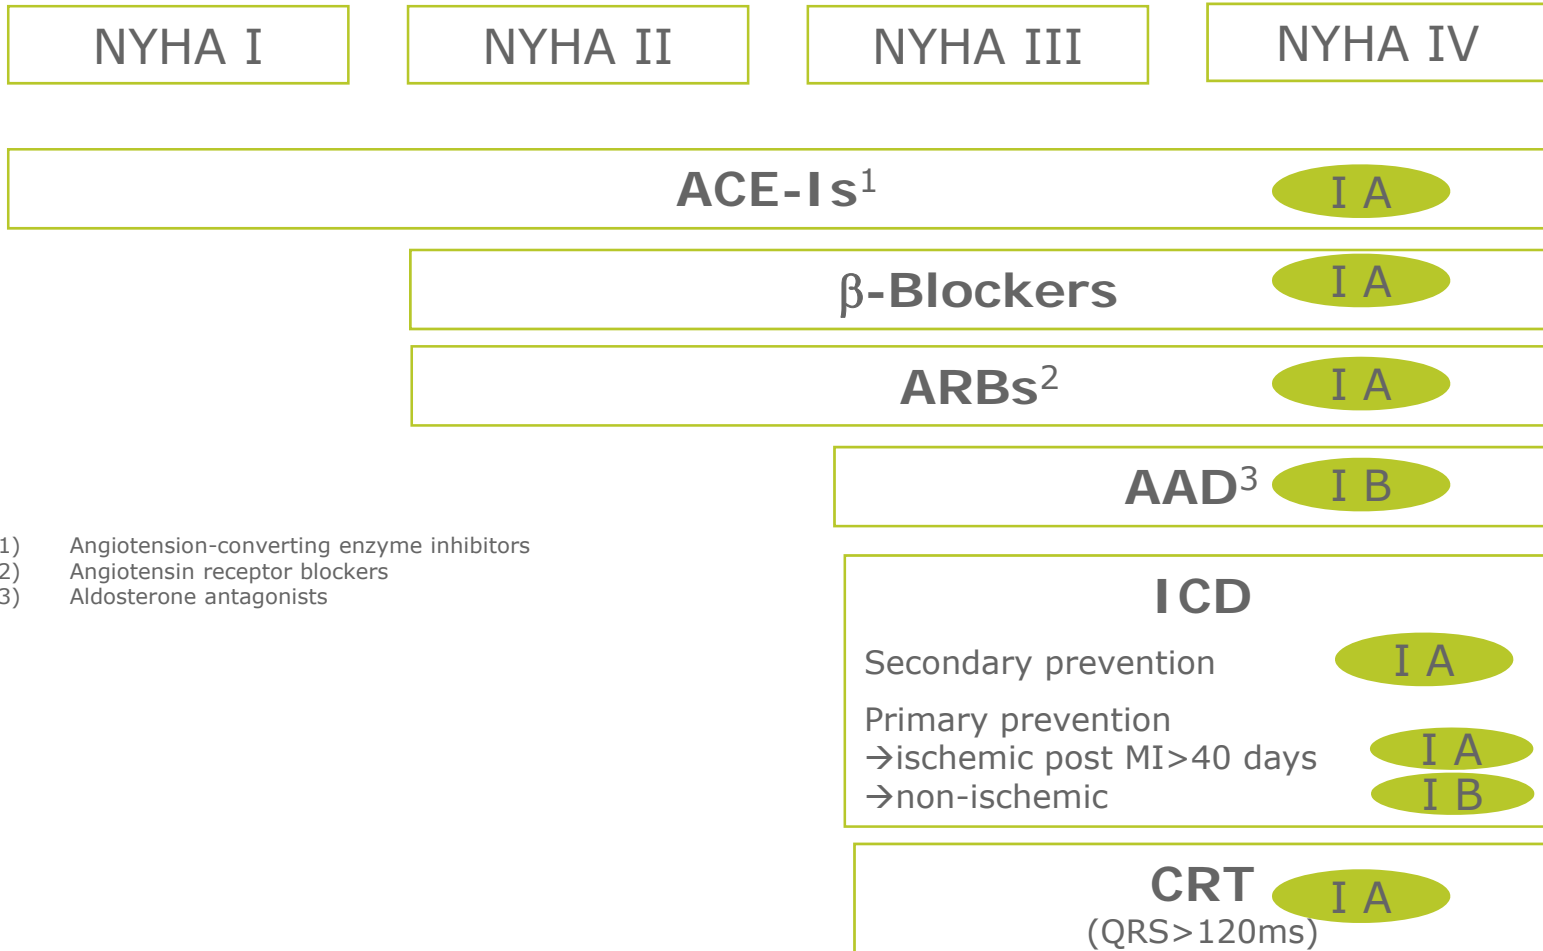 NYHA I NYHA II NYHA III NYHA IV
ACE-Is1 I A
β-Blockers I A
ARBs2 I A
AAD3 I B
1) Angiotension-converting enzyme inhibitors
2) Angiotensin receptor blockers
3) Aldosterone antagonists
ICD
Secondary prevention I A
Primary prevention
→ischemic post MI>40 days I A
→non-ischemic I B
CRT I A
(QRS>120ms)